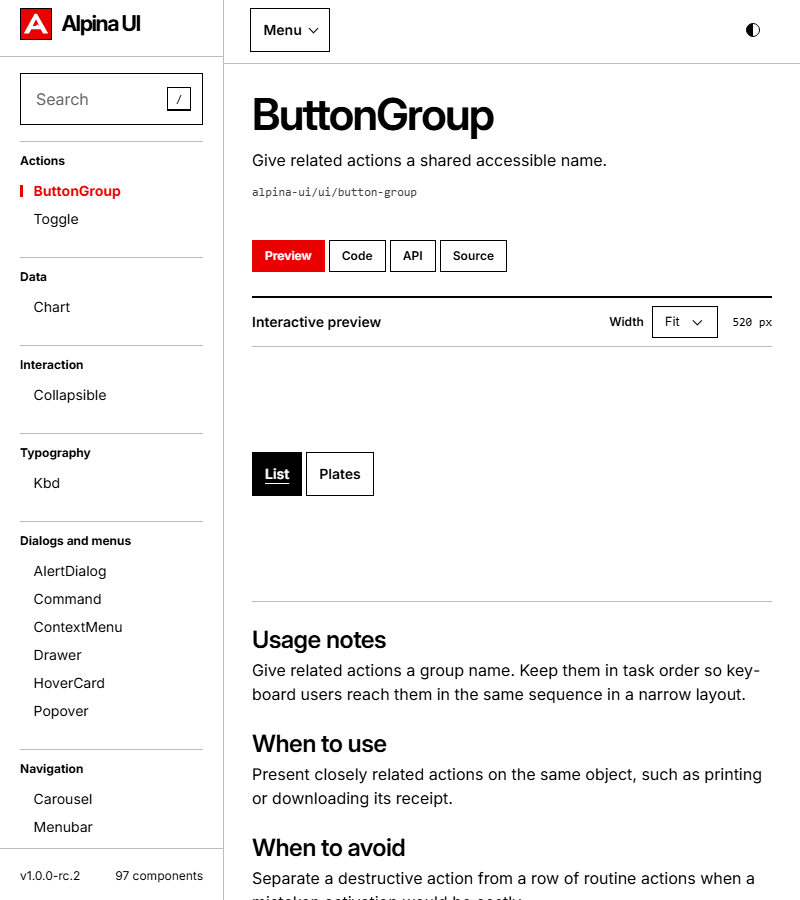 Alpina UI
Search
/
Actions
ButtonGroup
Toggle
Data
Chart
Interaction
Collapsible
Typography
Kbd
Dialogs and menus
AlertDialog
Command
ContextMenu
Drawer
HoverCard
Popover
Navigation
Carousel
Menubar
v1.0.0-rc.2 97 components
Menu
ButtonGroup
Give related actions a shared accessible name.
alpina-ui/ui/button-group
Preview Code API Source
Interactive preview Width Fit 520 px
List Plates
Usage notes
Give related actions a group name. Keep them in task order so key-
board users reach them in the same sequence in a narrow layout.
When to use
Present closely related actions on the same object, such as printing
or downloading its receipt.
When to avoid
Separate a destructive action from a row of routine actions when a
mistaken activation would be costly.